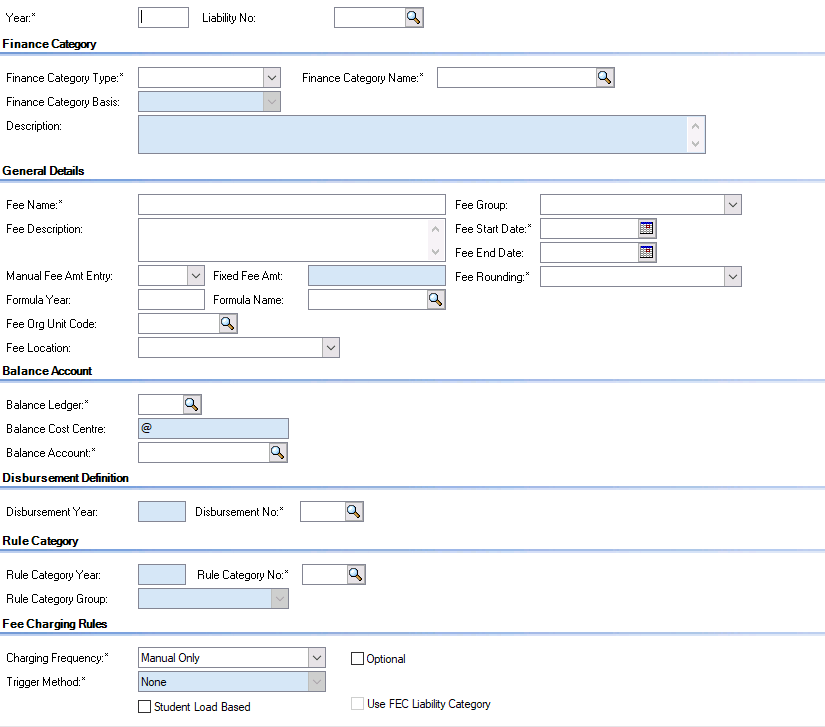 Year:* Liability No:
Finance Category
Finance Category Type:* Finance Category Name:*
Finance Category Basis:
Description:
General Details
Fee Name:* Fee Group:
Fee Description: Fee Start Date:*
Fee End Date:
Manual Fee Amt Entry: Fixed Fee Amt: Fee Rounding:*
Formula Year: Formula Name:
Fee Org Unit Code:
Fee Location:
Balance Account
Balance Ledger:*
Balance Cost Centre: @
Balance Account:*
Disbursement Definition
Disbursement Year: Disbursement No:*
Rule Category
Rule Category Year: Rule Category No:*
Rule Category Group:
Fee Charging Rules
Charging Frequency:* Manual Only Optional
Trigger Method:* None
Student Load Based Use FEC Liability Category